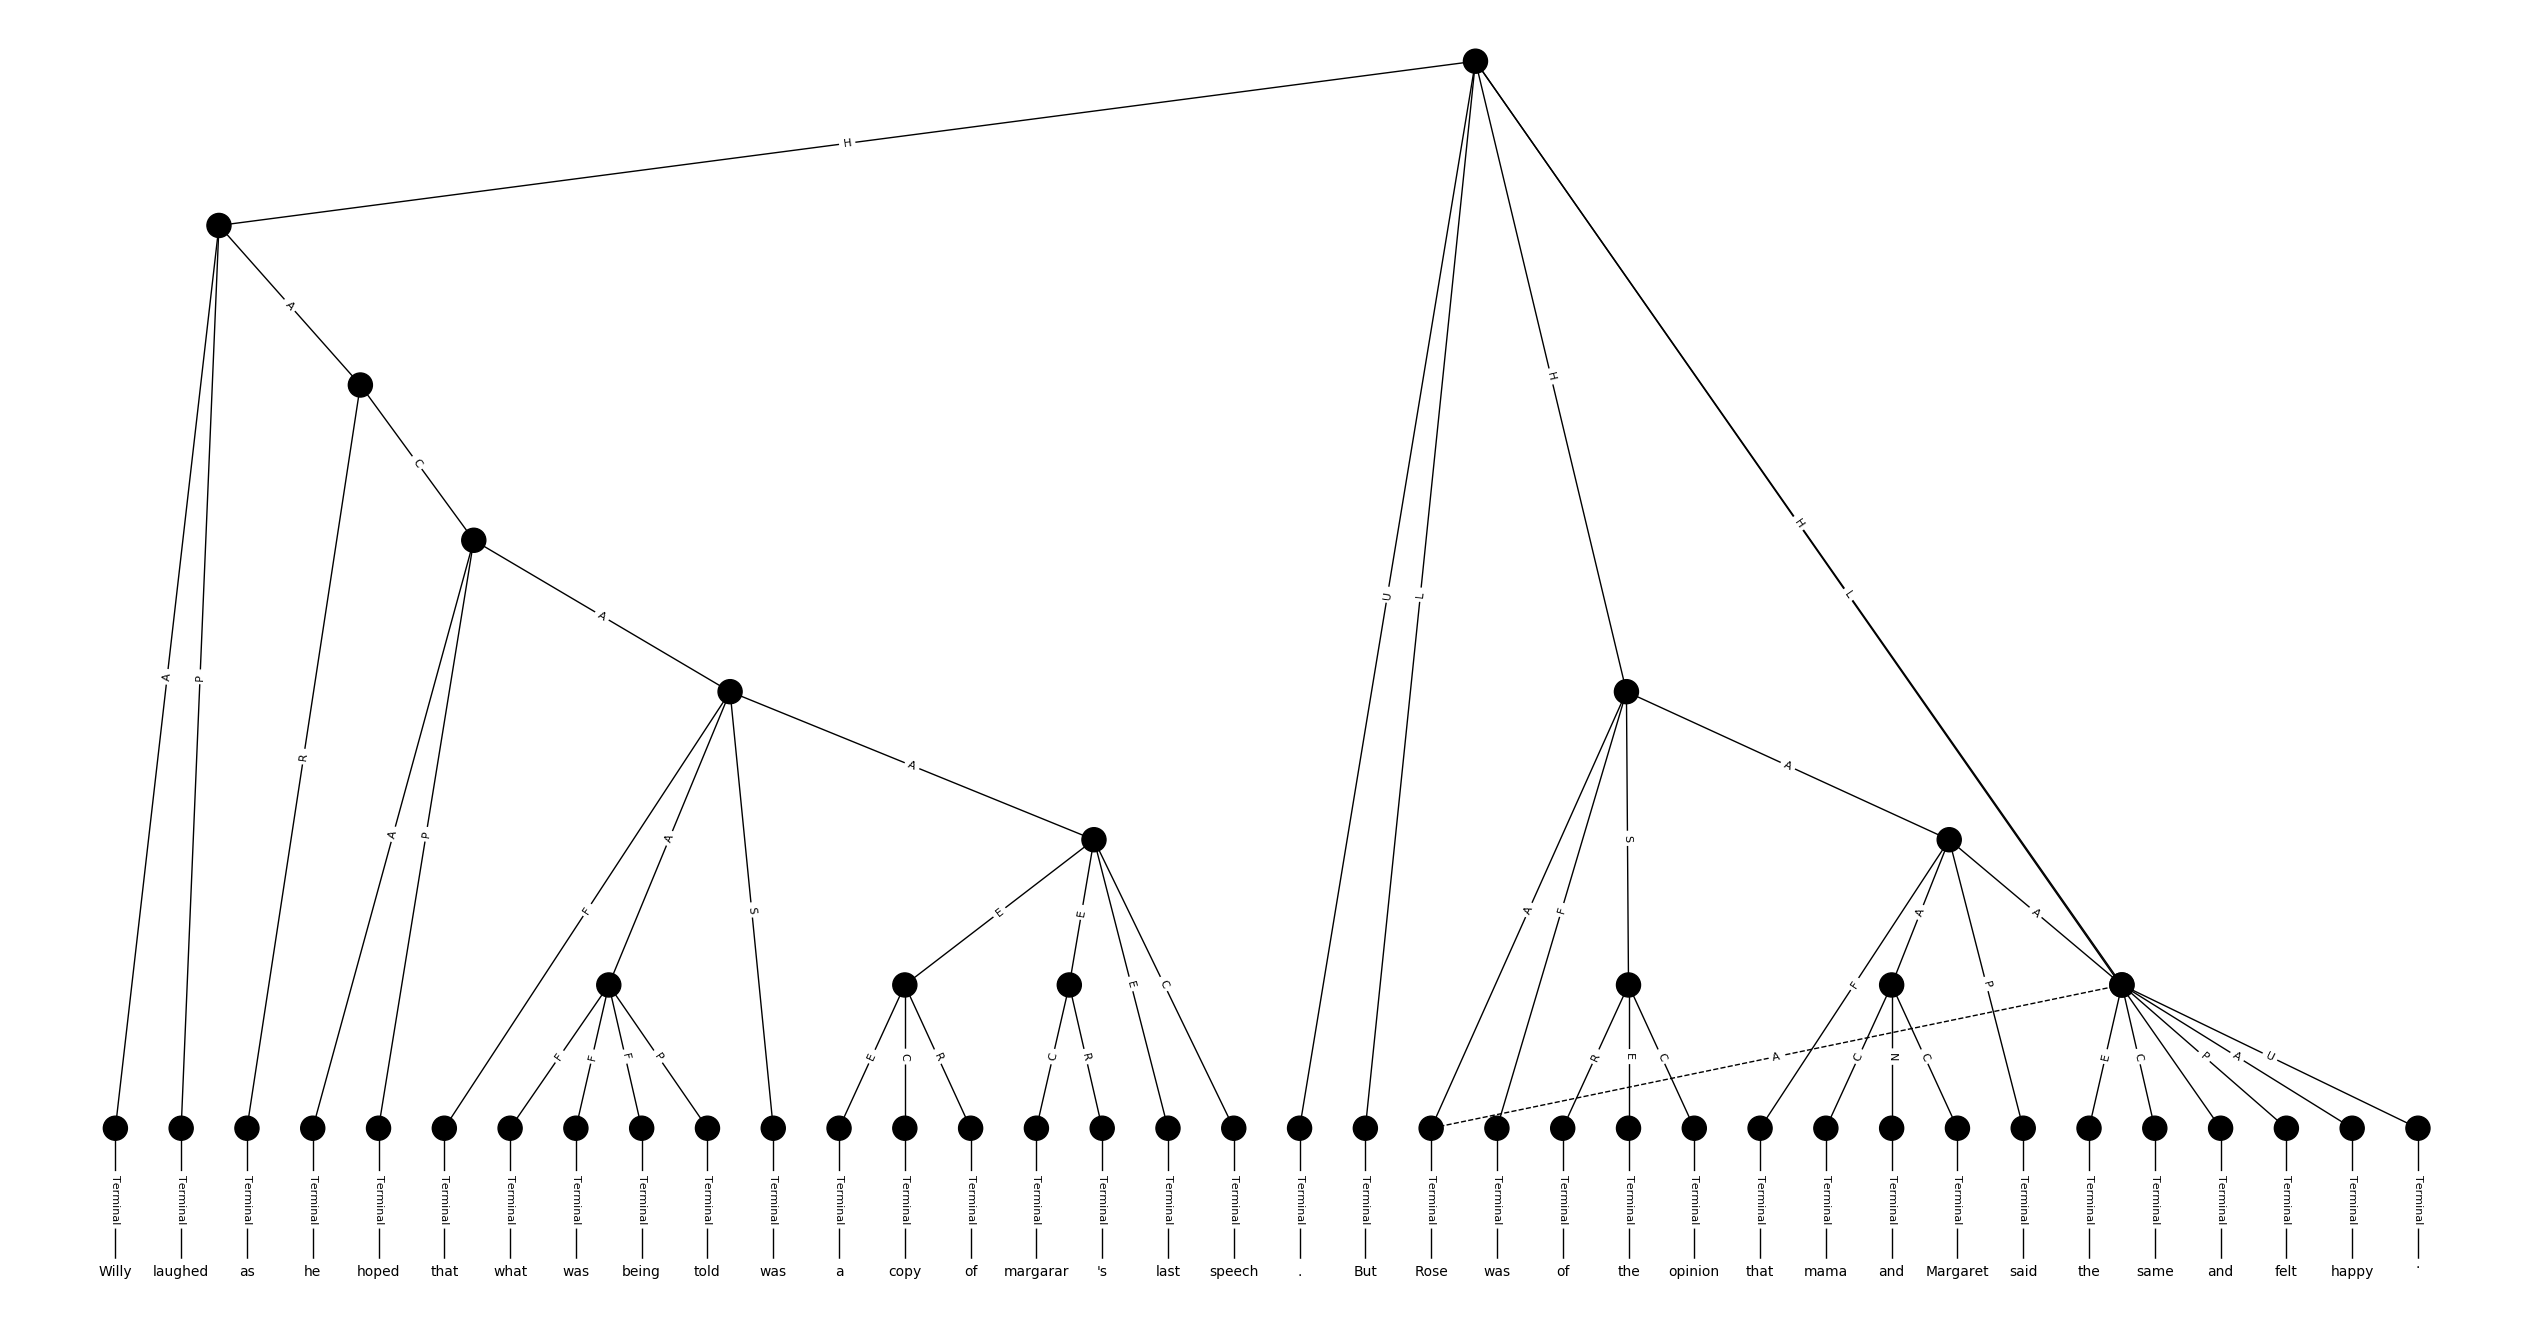 H
A
C
H
H
A
L
U
L
A
P
R
A
A
A
P
A
S
F
S
A
F
A
E
E
A
F
E
C
F
A
P
F
F
F
P
E
C
R
C
R
R
E
C
A
C
N
C
E
C
P
A
U
Terminal Terminal Terminal Terminal Terminal Terminal Terminal Terminal Terminal Terminal Terminal Terminal Terminal Terminal Terminal Terminal Terminal Terminal Terminal Terminal Terminal Terminal Terminal Terminal Terminal Terminal Terminal Terminal Terminal Terminal Terminal Terminal Terminal Terminal Terminal Terminal
Willy laughed as he hoped that what was being told was a copy of margarar 's last speech . But Rose was of the opinion that mama and Margaret said the same and felt happy .